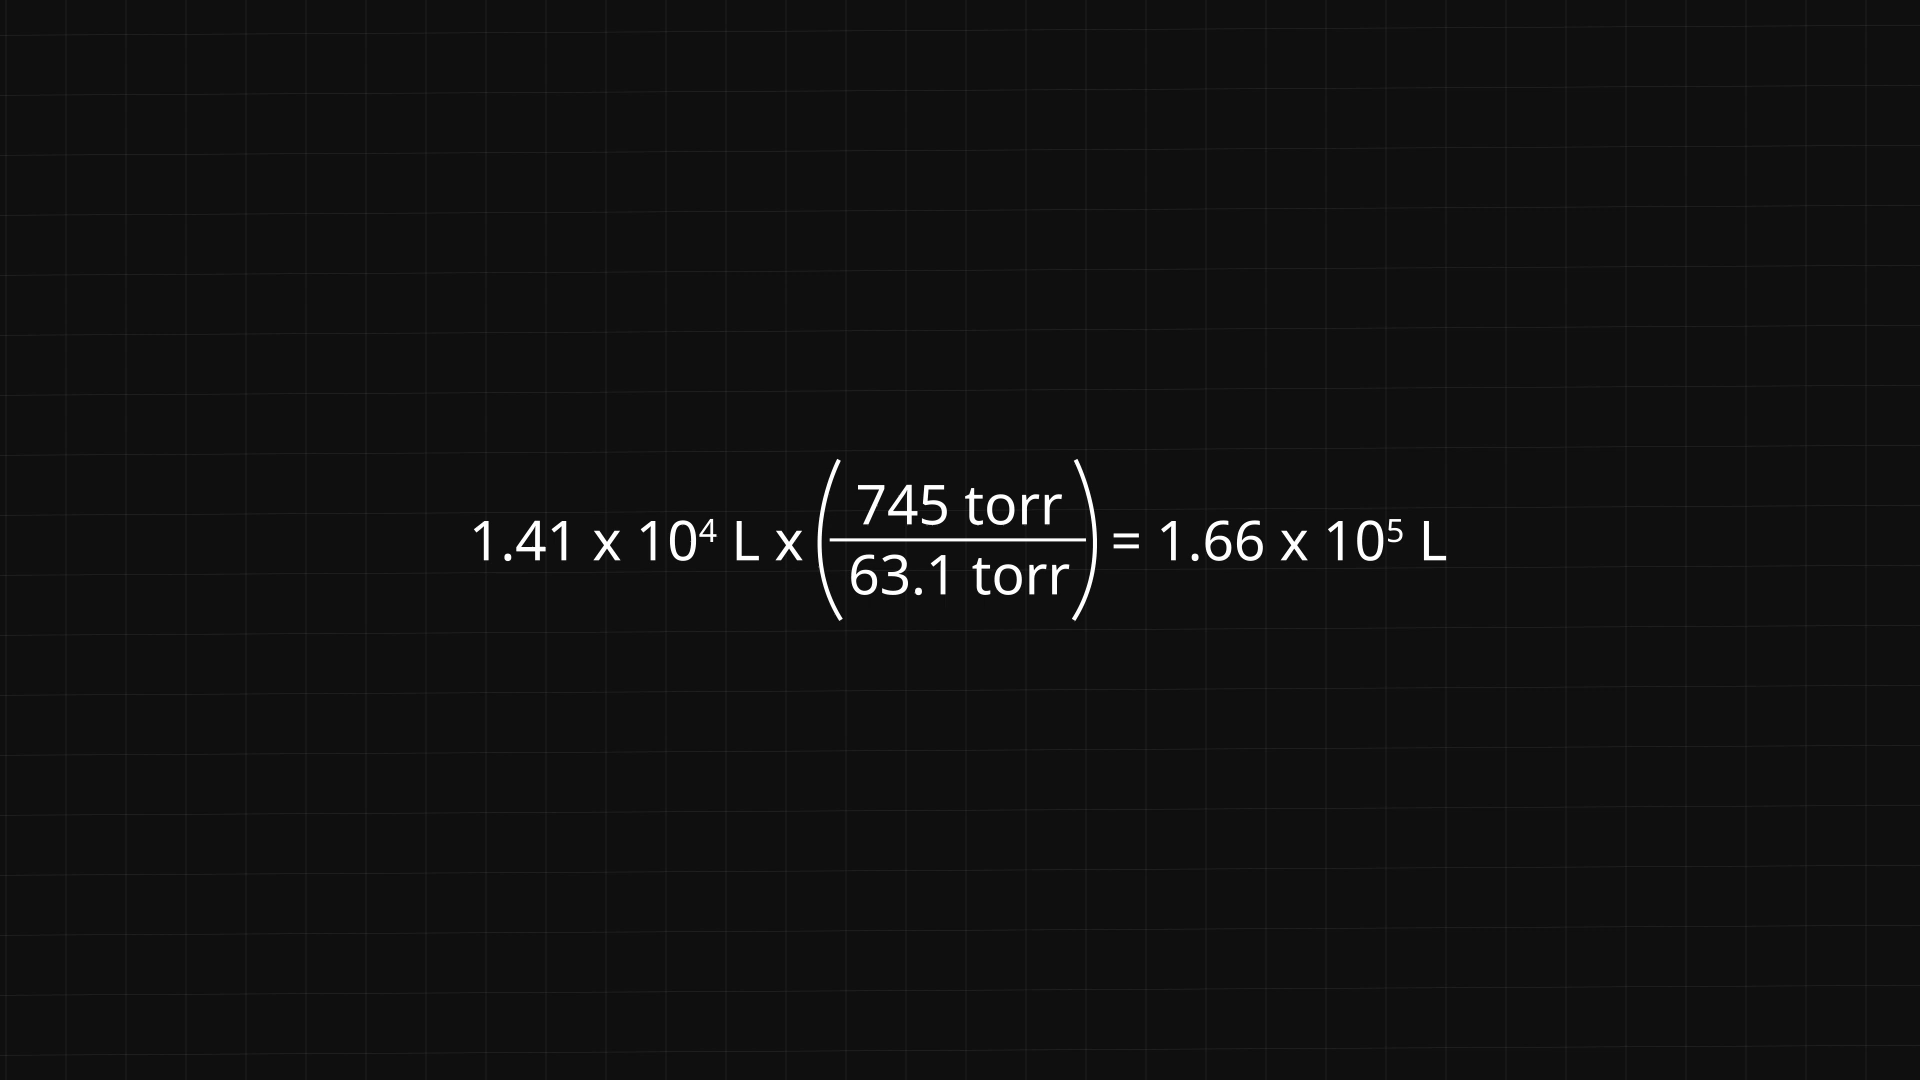 1.41 x 10⁴ L x (745 torr / 63.1 torr) = 1.66 x 10⁵ L